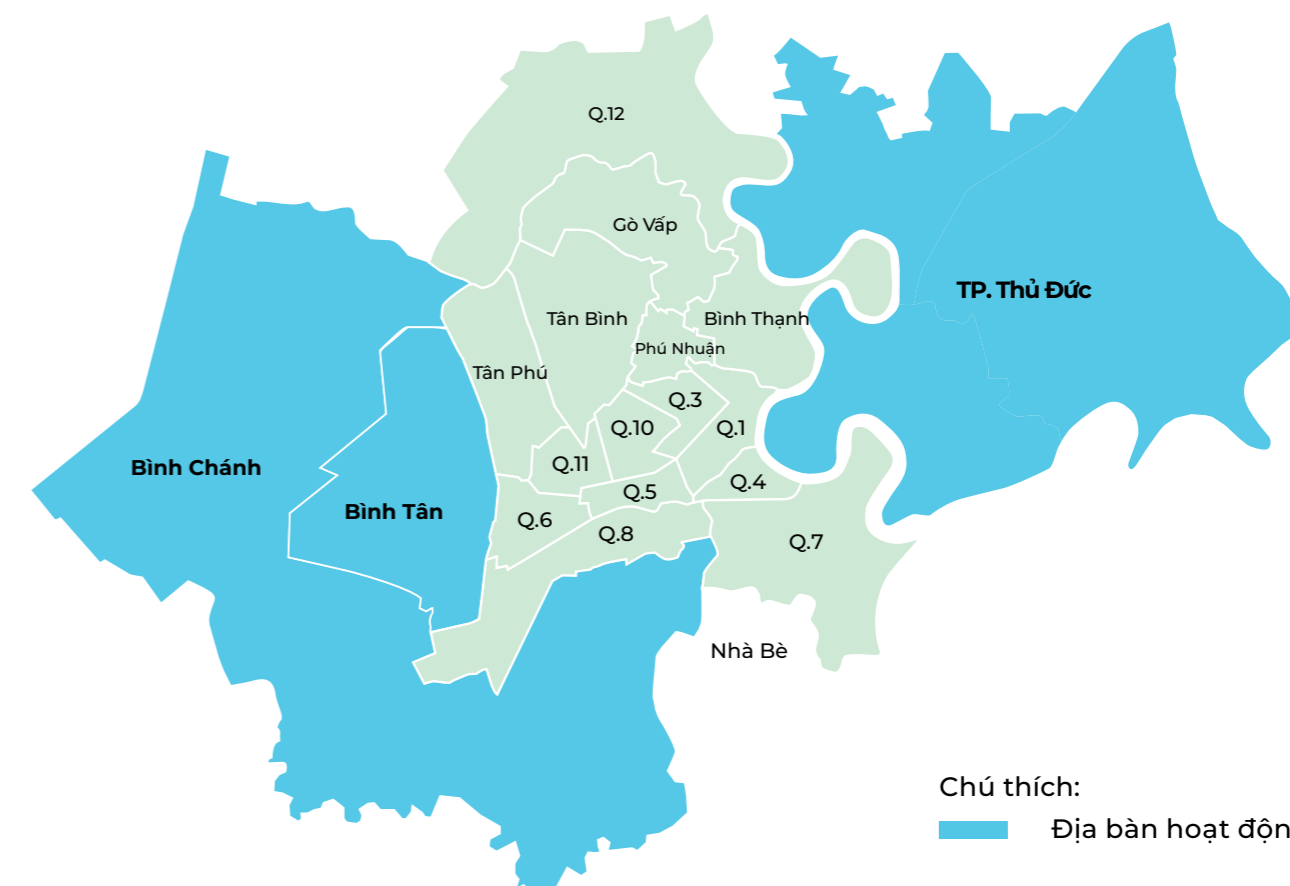 Q.12
Gò Vấp
TP. Thủ Đức
Tân Bình
Bình Thạnh
Phú Nhuận
Tân Phú
Q.3
Q.10
Q.1
Q.11
Bình Chánh
Q.4
Q.5
Bình Tân
Q.6
Q.8
Q.7
Nhà Bè
Chú thích:
Địa bàn hoạt độn